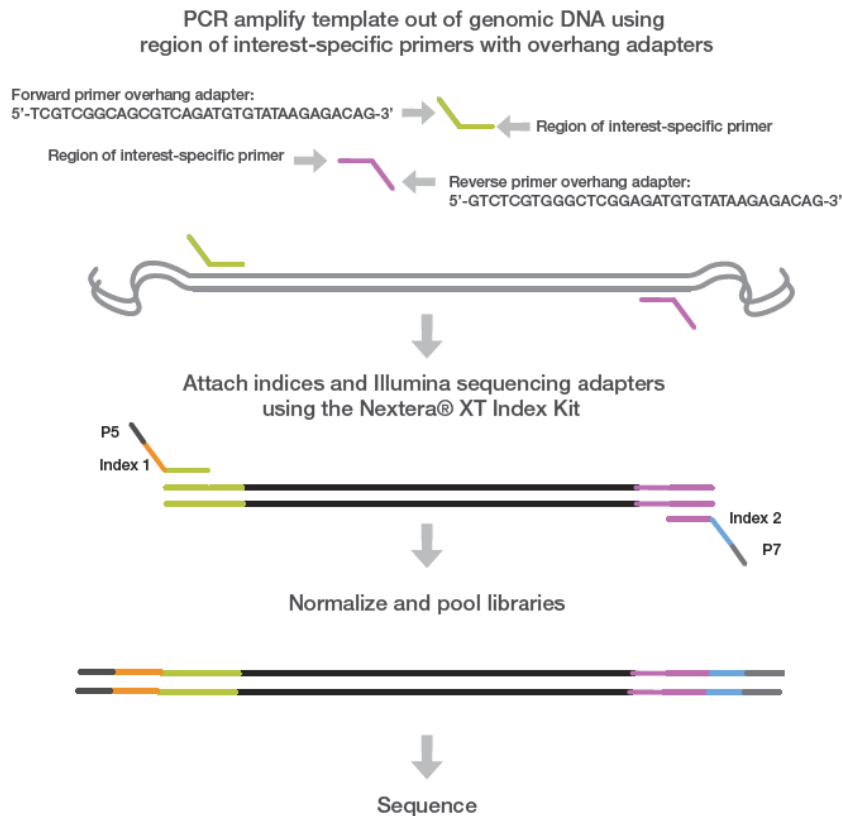 PCR amplify template out of genomic DNA using
region of interest-specific primers with overhang adapters
Forward primer overhang adapter:
5’-TCGTCGGCAGCGTCAGATGTGTATAAGAGACAG-3’
Region of interest-specific primer
Region of interest-specific primer
Reverse primer overhang adapter:
5’-GTCTCGTGGGCTCGGAGATGTGTATAAGAGACAG-3’
Attach indices and Illumina sequencing adapters
using the Nextera® XT Index Kit
P5
Index 1
Index 2
P7
Normalize and pool libraries
Sequence